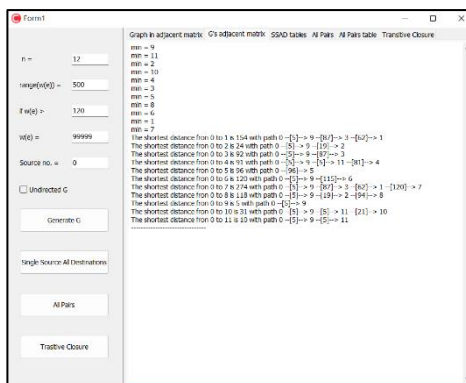 Form1
Graph in adjacent matrix G's adjacent matrix SSAD tables All Pairs All Pairs table Transitive Closure
n = 12
range(w(e)) = 500
if w(e) > 120
w(e) = 99999
Source no. = 0
Undirected G
Generate G
Single Source All Destinations
All Pairs
Trastive Closure
min = 9
min = 11
min = 2
min = 10
min = 4
min = 3
min = 5
min = 8
min = 6
min = 1
min = 7
The shortest distance from 0 to 1 is 154 with path 0 --[5]--> 9 --[87]--> 3 --[62]--> 1
The shortest distance from 0 to 2 is 24 with path 0 --[5]--> 9 --[19]--> 2
The shortest distance from 0 to 3 is 92 with path 0 --[5]--> 9 --[87]--> 3
The shortest distance from 0 to 4 is 91 with path 0 --[5]--> 9 --[5]--> 11 --[81]--> 4
The shortest distance from 0 to 5 is 96 with path 0 --[96]--> 5
The shortest distance from 0 to 6 is 120 with path 0 --[5]--> 9 --[115]--> 6
The shortest distance from 0 to 7 is 274 with path 0 --[5]--> 9 --[87]--> 3 --[62]--> 1 --[120]--> 7
The shortest distance from 0 to 8 is 118 with path 0 --[5]--> 9 --[19]--> 2 --[94]--> 8
The shortest distance from 0 to 9 is 5 with path 0 --[5]--> 9
The shortest distance from 0 to 10 is 31 with path 0 --[5]--> 9 --[5]--> 11 --[21]--> 10
The shortest distance from 0 to 11 is 10 with path 0 --[5]--> 9 --[5]--> 11
------------------------------